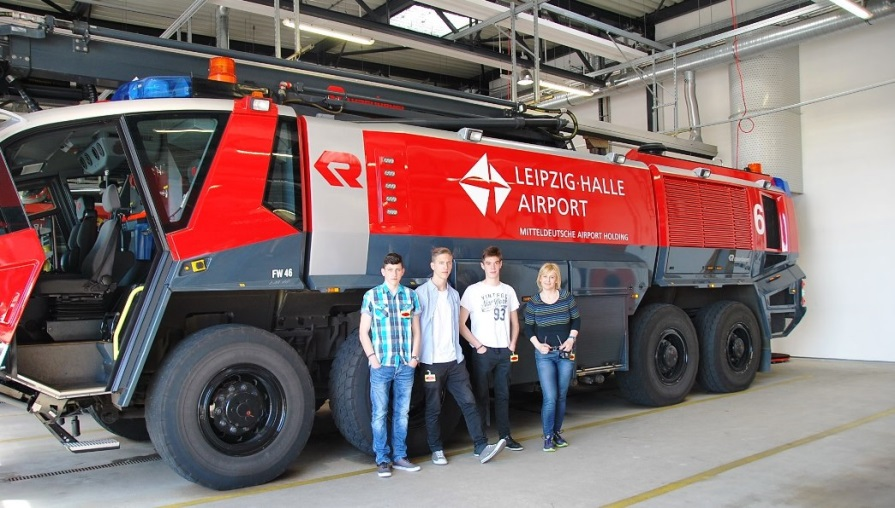 R
LEIPZIG·HALLE
AIRPORT
MITTELDEUTSCHE AIRPORT HOLDING
6
FW 46
VINTAGE
93